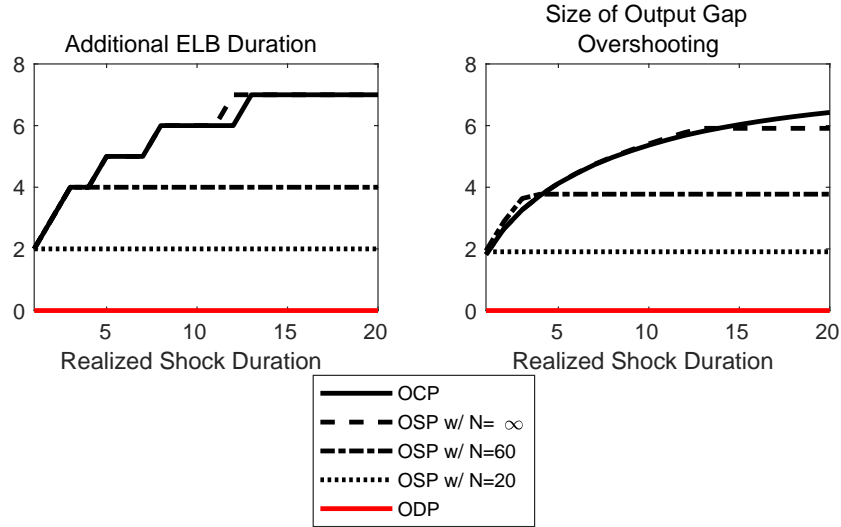 Additional ELB Duration
8
6
4
2
0
5
10
15
20
Realized Shock Duration
Size of Output Gap
Overshooting
8
6
4
2
0
5
10
15
20
Realized Shock Duration
OCP
OSP w/ N= ∞
OSP w/ N=60
OSP w/ N=20
ODP